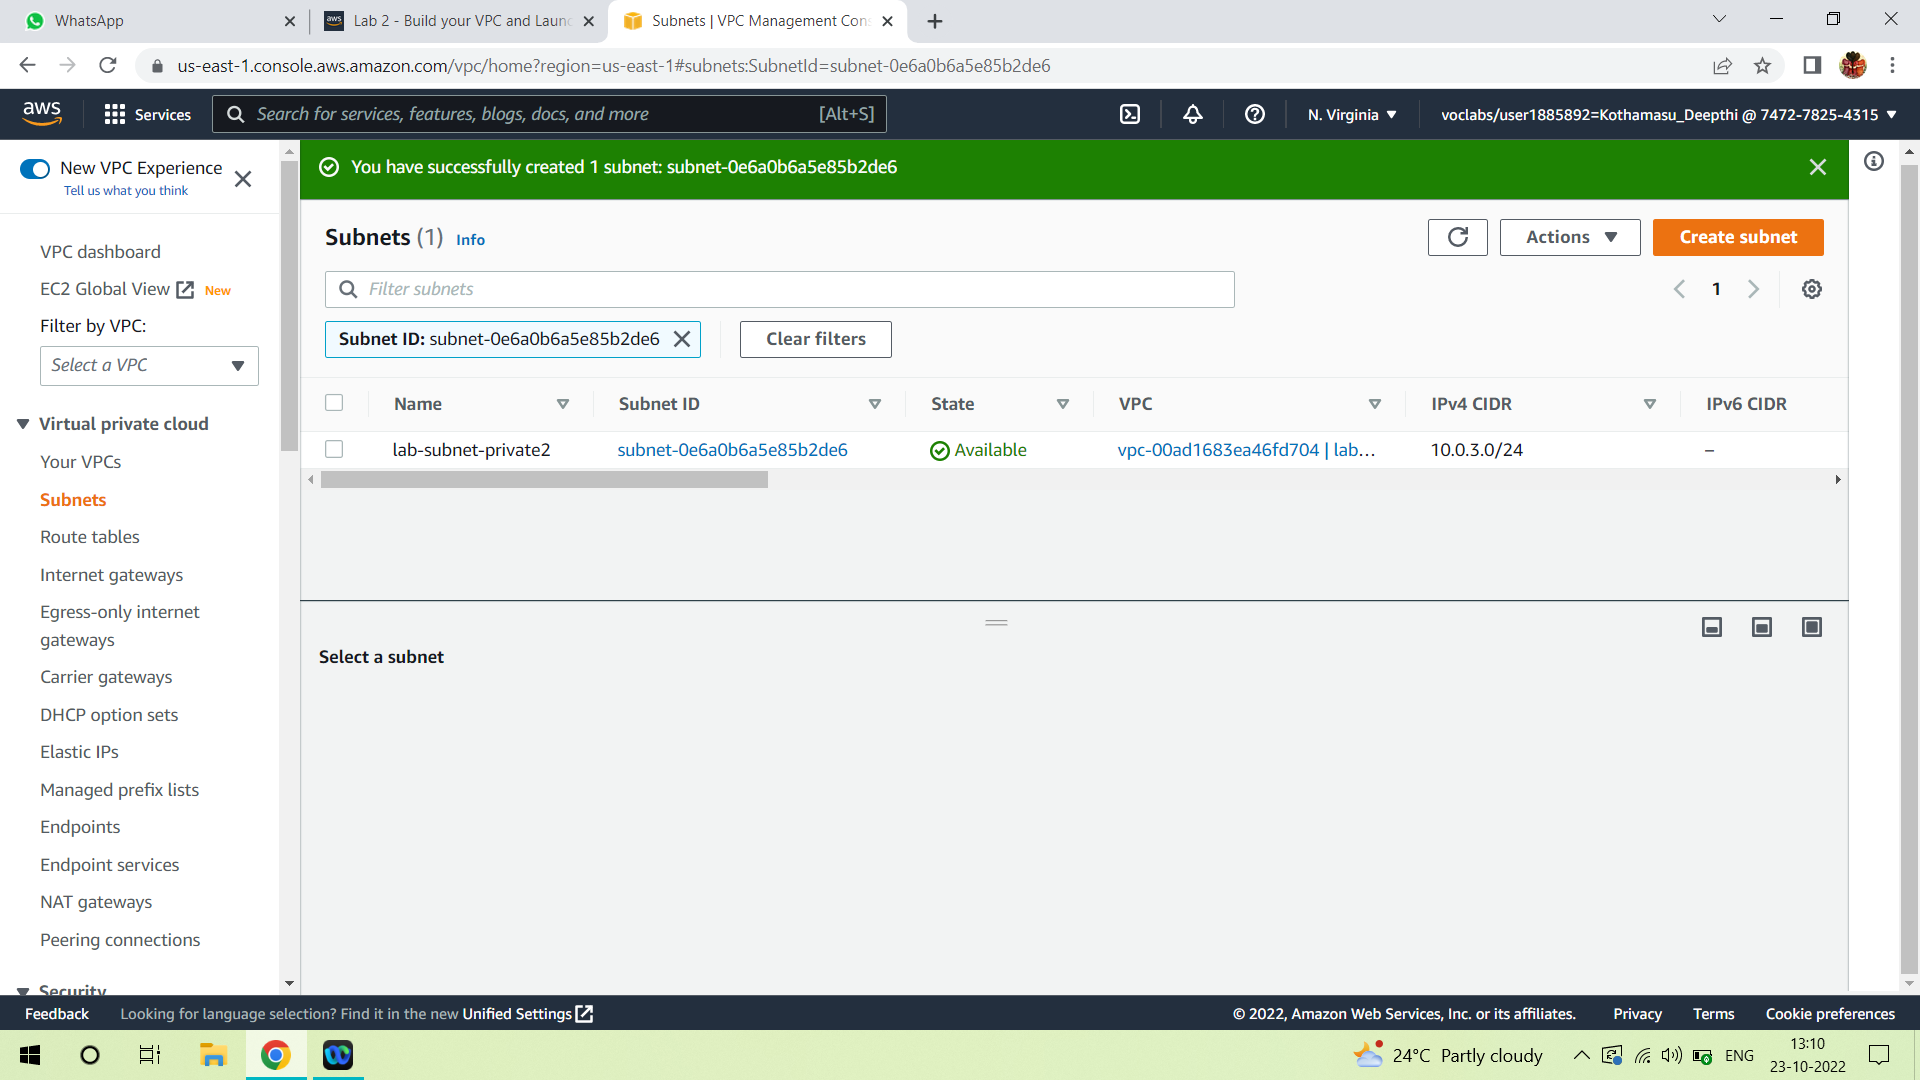 WhatsApp
aws Lab 2 - Build your VPC and Laun
Subnets | VPC Management Con
us-east-1.console.aws.amazon.com/vpc/home?region=us-east-1#subnets:SubnetId=subnet-0e6a0b6a5e85b2de6
aws
Services
Search for services, features, blogs, docs, and more [Alt+S]
N. Virginia
voclabs/user1885892=Kothamasu_Deepthi @ 7472-7825-4315
New VPC Experience
Tell us what you think
VPC dashboard
EC2 Global View New
Filter by VPC:
Select a VPC
Virtual private cloud
Your VPCs
Subnets
Route tables
Internet gateways
Egress-only internet
gateways
Carrier gateways
DHCP option sets
Elastic IPs
Managed prefix lists
Endpoints
Endpoint services
NAT gateways
Peering connections
Security
You have successfully created 1 subnet: subnet-0e6a0b6a5e85b2de6
Subnets (1) Info
Actions
Create subnet
Filter subnets
1
Subnet ID: subnet-0e6a0b6a5e85b2de6
Clear filters
Name Subnet ID State VPC IPv4 CIDR IPv6 CIDR
lab-subnet-private2 subnet-0e6a0b6a5e85b2de6 Available vpc-00ad1683ea46fd704 | lab... 10.0.3.0/24 –
Select a subnet
Feedback Looking for language selection? Find it in the new Unified Settings
© 2022, Amazon Web Services, Inc. or its affiliates. Privacy Terms Cookie preferences
24°C Partly cloudy
ENG
13:10
23-10-2022